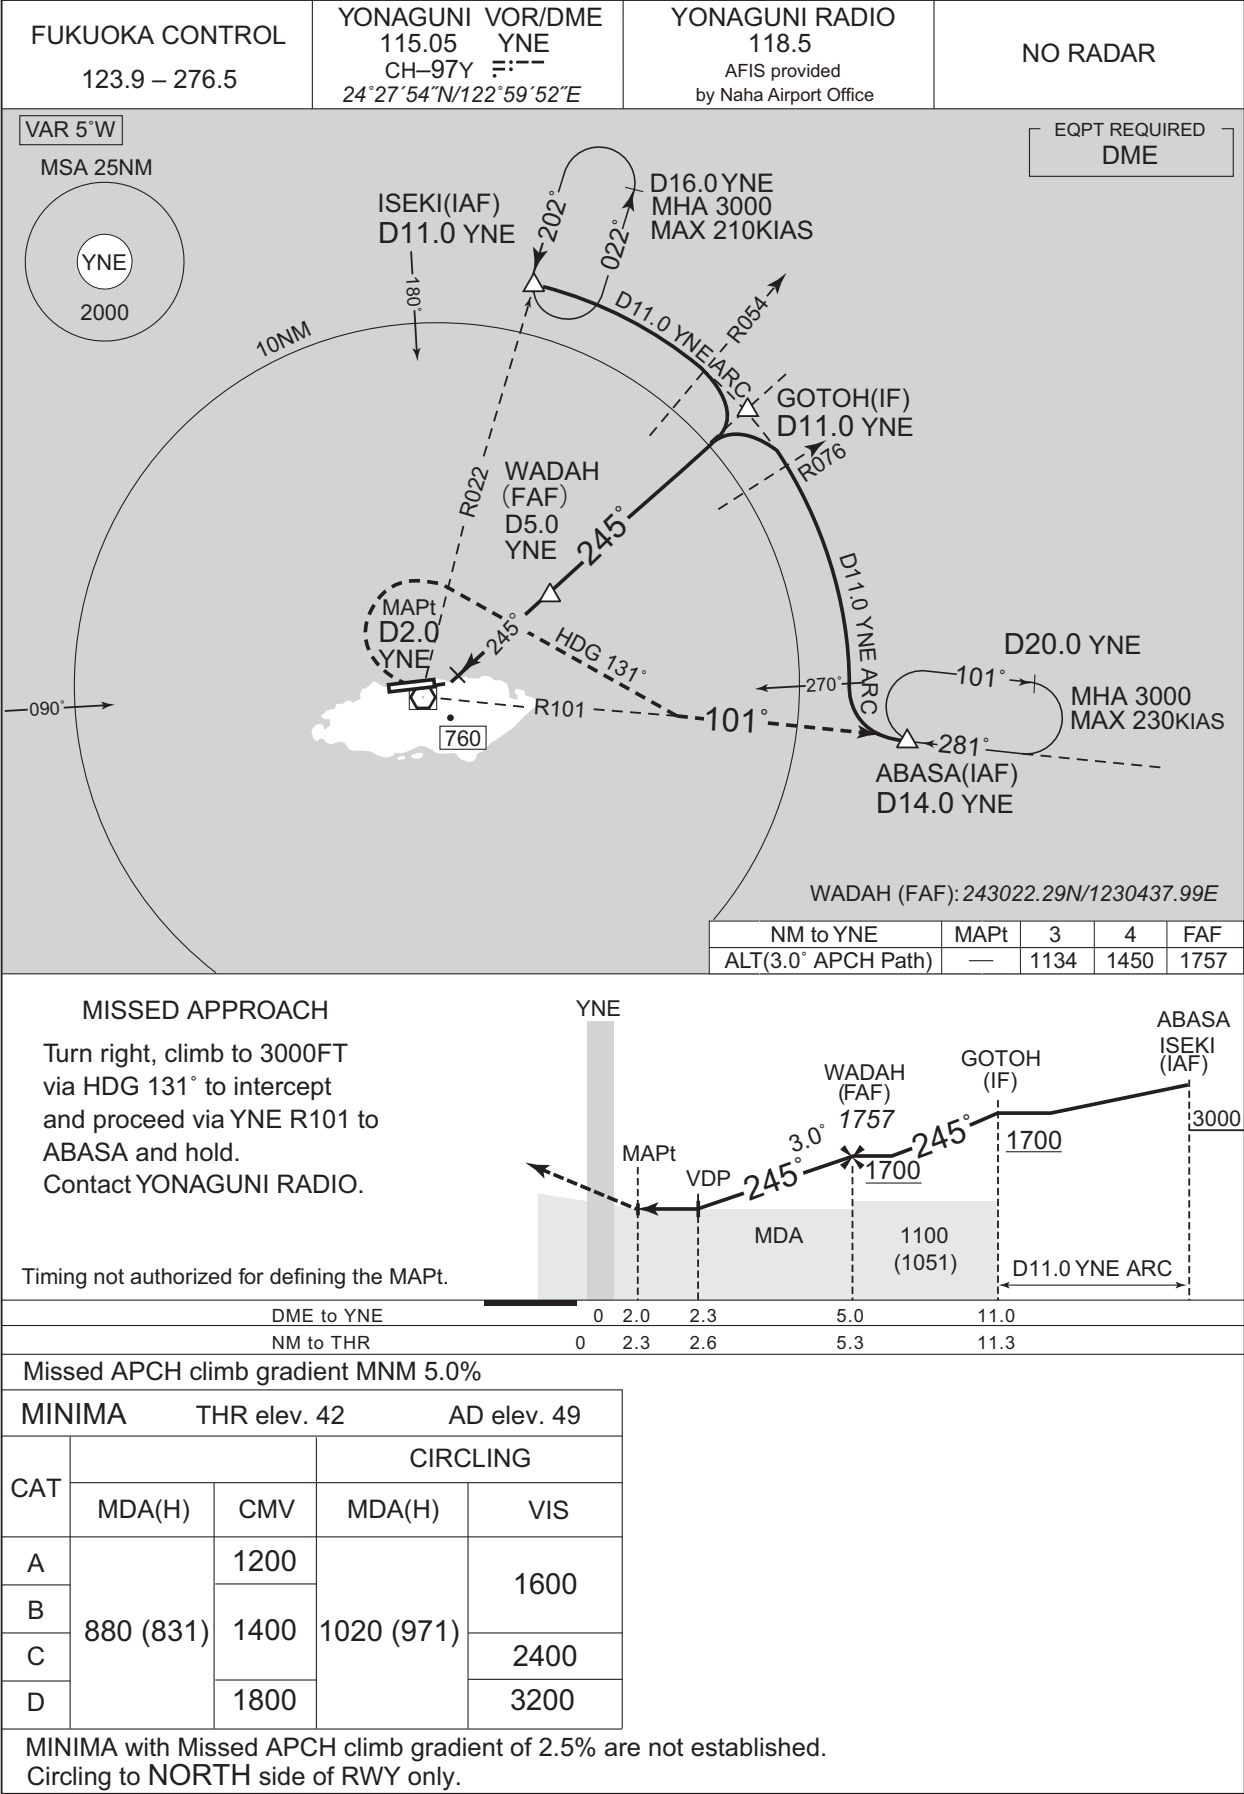 FUKUOKA CONTROL
123.9 – 276.5
YONAGUNI VOR/DME
115.05 YNE
CH–97Y
24˚27´54˝N/122˚59´52˝E
YONAGUNI RADIO
118.5
AFIS provided
by Naha Airport Office
NO RADAR
VAR 5˚W
MSA 25NM
YNE
2000
EQPT REQUIRED
DME
ISEKI(IAF)
D11.0 YNE
202˚
022˚
D16.0 YNE
MHA 3000
MAX 210KIAS
180˚
10NM
D11.0 YNE ARC
R054
GOTOH(IF)
D11.0 YNE
R076
R022
WADAH
(FAF)
D5.0
YNE
245˚
D11.0 YNE ARC
MAPt
D2.0
YNE
245˚
HDG 131˚
D20.0 YNE
101˚
MHA 3000
MAX 230KIAS
270˚
090˚
R101
101˚
281˚
760
ABASA(IAF)
D14.0 YNE
WADAH (FAF): 243022.29N/1230437.99E
NM to YNE MAPt 3 4 FAF
ALT(3.0˚ APCH Path) — 1134 1450 1757
MISSED APPROACH
Turn right, climb to 3000FT
via HDG 131˚ to intercept
and proceed via YNE R101 to
ABASA and hold.
Contact YONAGUNI RADIO.
Timing not authorized for defining the MAPt.
YNE
MAPt
VDP
3.0˚
245˚
WADAH
(FAF)
1757
1700
245˚
GOTOH
(IF)
1700
ABASA
ISEKI
(IAF)
3000
MDA
1100
(1051)
D11.0 YNE ARC
DME to YNE 0 2.0 2.3 5.0 11.0
NM to THR 0 2.3 2.6 5.3 11.3
Missed APCH climb gradient MNM 5.0%
MINIMA THR elev. 42 AD elev. 49
CAT
CIRCLING
MDA(H) CMV MDA(H) VIS
A
B
C
D
880 (831)
1200
1400
1800
1020 (971)
1600
2400
3200
MINIMA with Missed APCH climb gradient of 2.5% are not established.
Circling to NORTH side of RWY only.